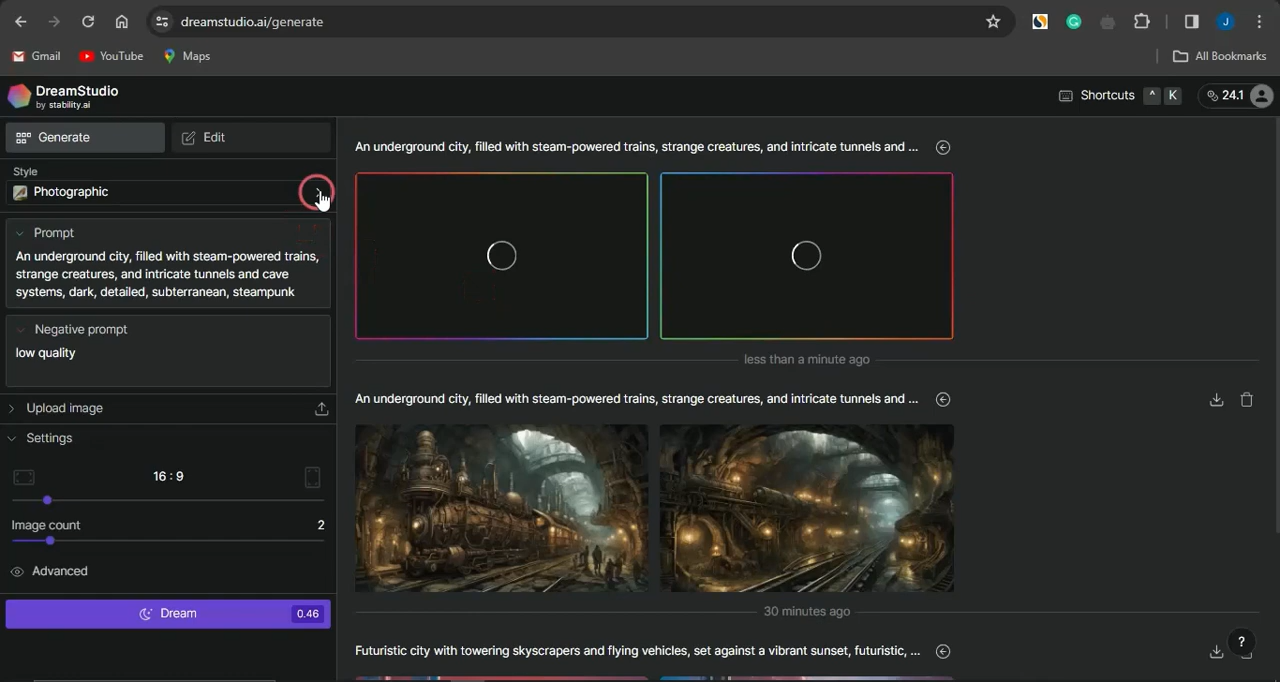 dreamstudio.ai/generate
Gmail YouTube Maps All Bookmarks
J
DreamStudio
by stability.ai
Shortcuts ^ K 24.1
Generate Edit
Style
Photographic
Prompt
An underground city, filled with steam-powered trains,
strange creatures, and intricate tunnels and cave
systems, dark, detailed, subterranean, steampunk
Negative prompt
low quality
Upload image
Settings
16 : 9
Image count 2
Advanced
Dream 0.46
An underground city, filled with steam-powered trains, strange creatures, and intricate tunnels and ...
less than a minute ago
An underground city, filled with steam-powered trains, strange creatures, and intricate tunnels and ...
30 minutes ago
Futuristic city with towering skyscrapers and flying vehicles, set against a vibrant sunset, futuristic, ...
?